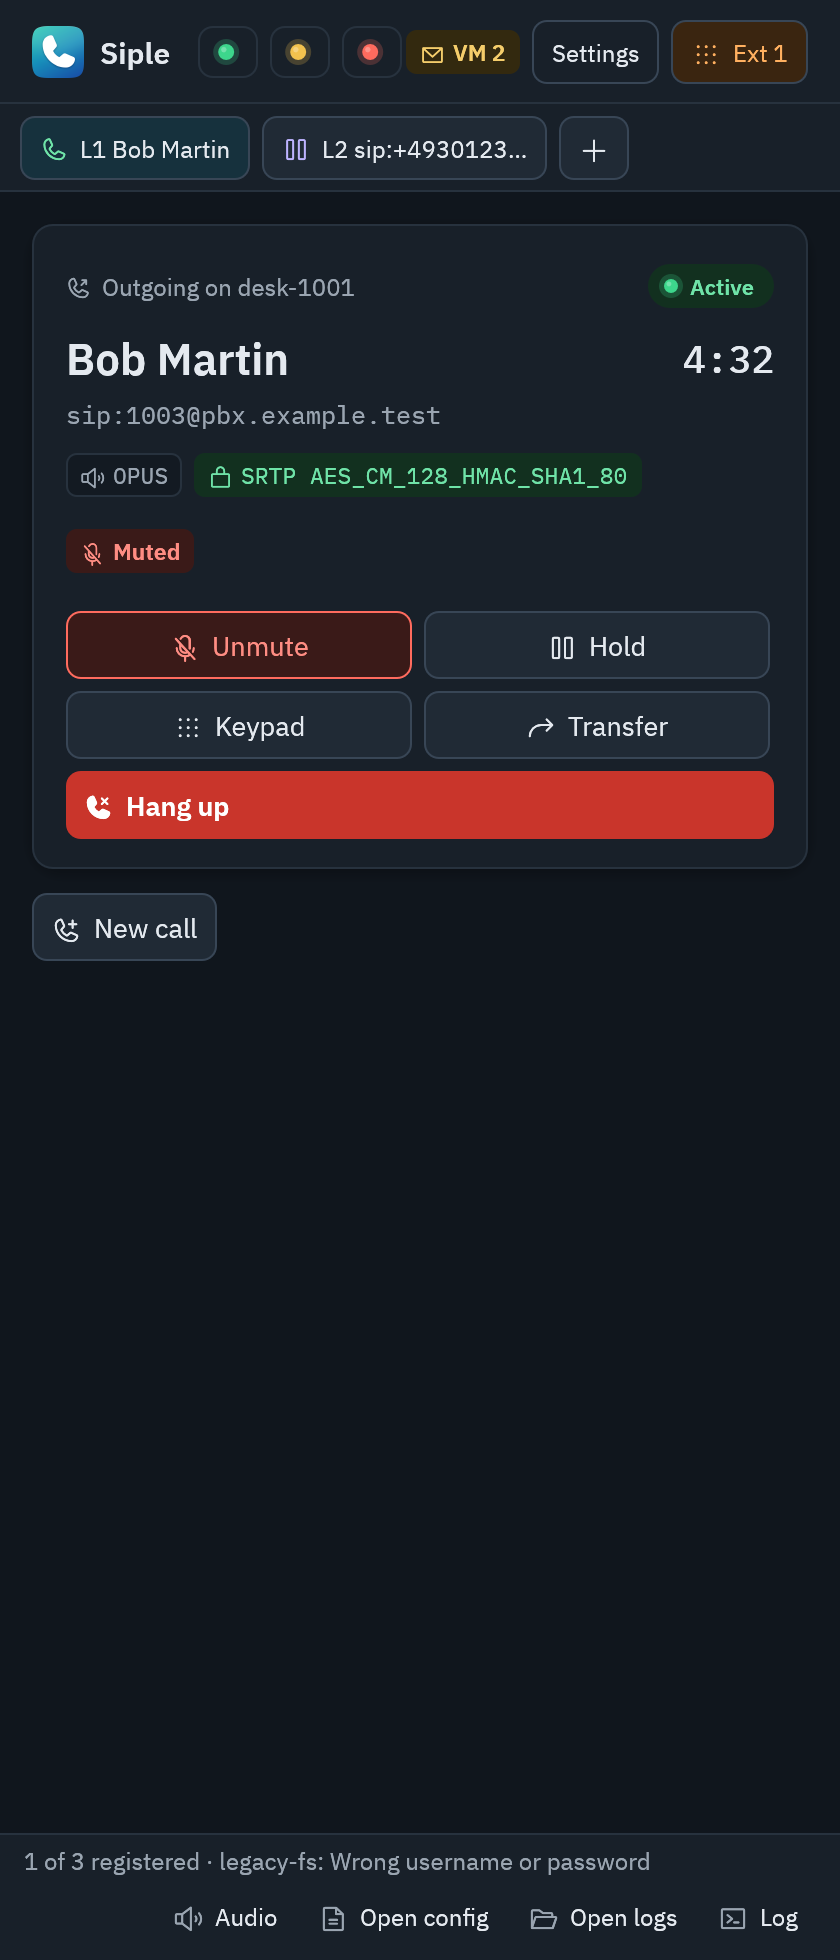 Siple VM 2 Settings Ext 1
L1 Bob Martin L2 sip:+4930123...
Outgoing on desk-1001 Active
Bob Martin 4:32
sip:1003@pbx.example.test
OPUS SRTP AES_CM_128_HMAC_SHA1_80
Muted
Unmute Hold
Keypad Transfer
Hang up
New call
1 of 3 registered · legacy-fs: Wrong username or password
Audio Open config Open logs Log